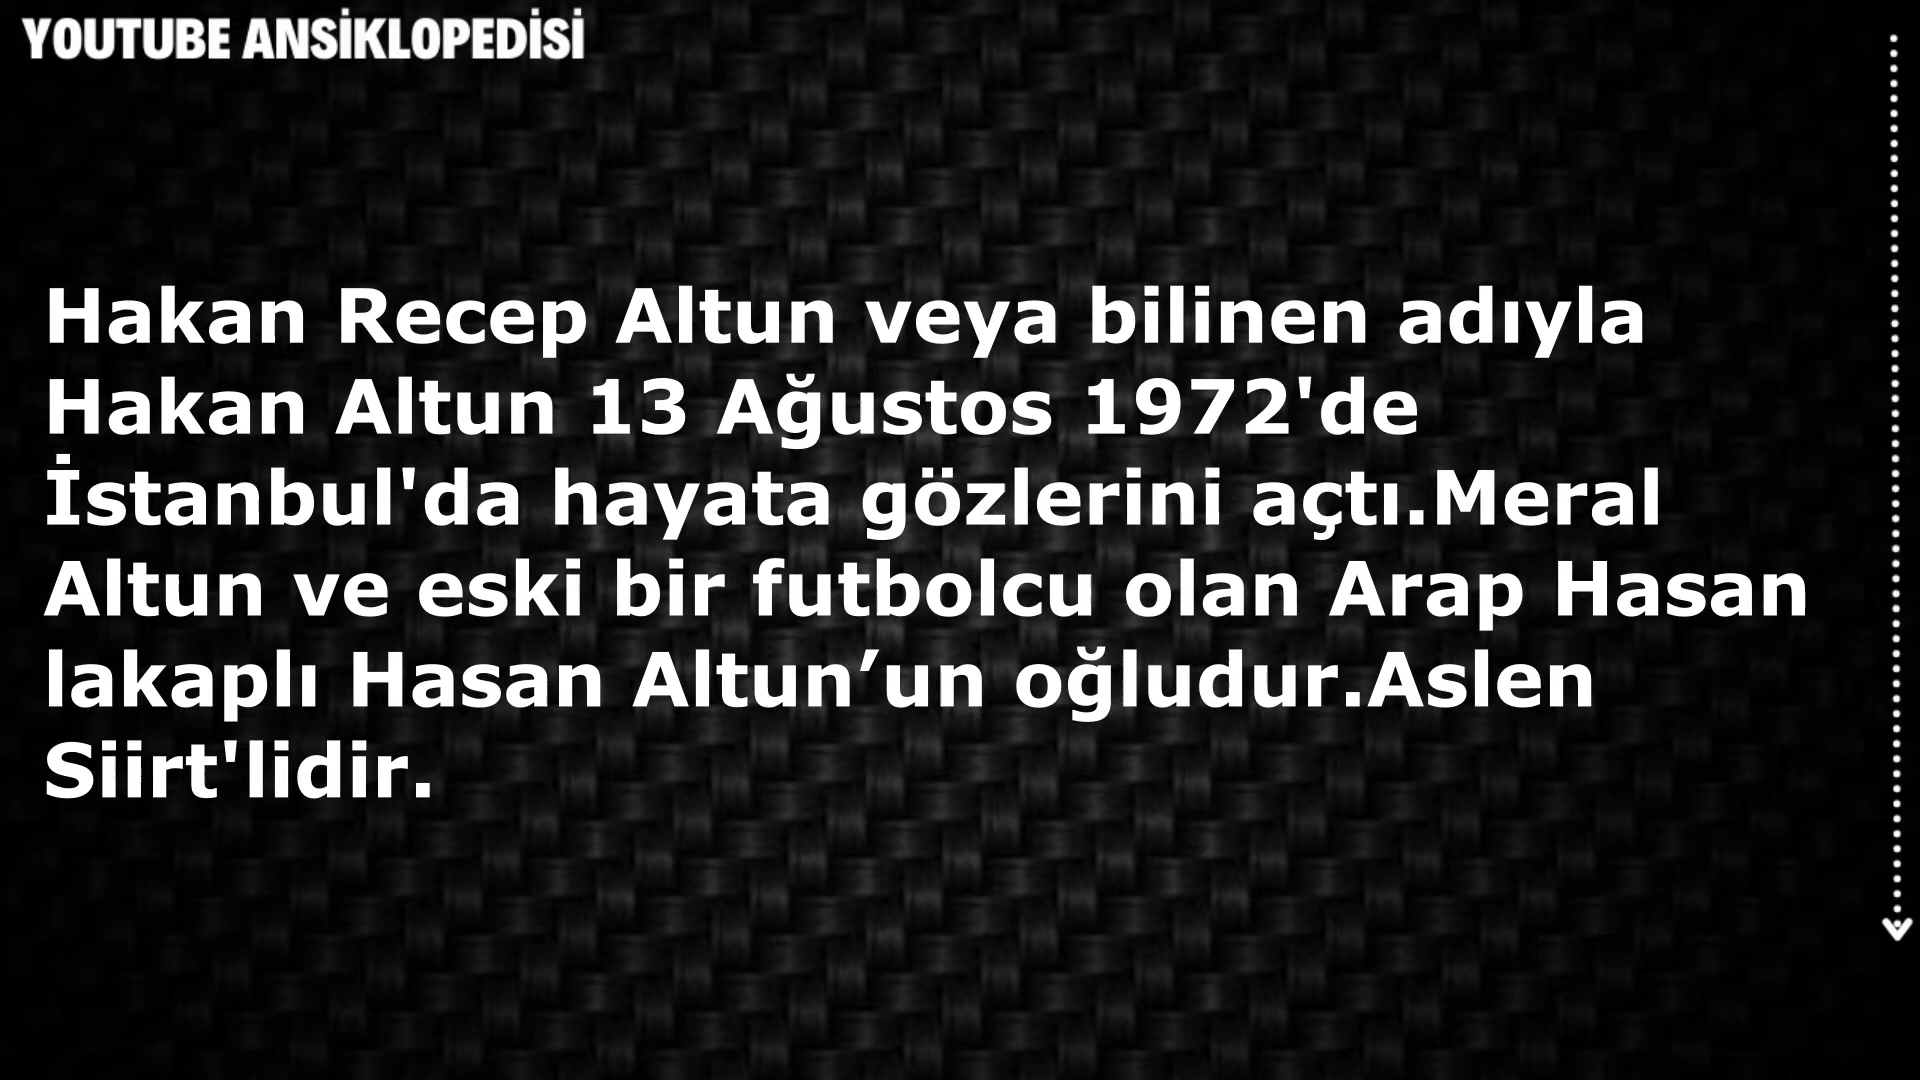 YOUTUBE ANSİKLOPEDİSİ
Hakan Recep Altun veya bilinen adıyla
Hakan Altun 13 Ağustos 1972'de
İstanbul'da hayata gözlerini açtı.Meral
Altun ve eski bir futbolcu olan Arap Hasan
lakaplı Hasan Altun’un oğludur.Aslen
Siirt'lidir.